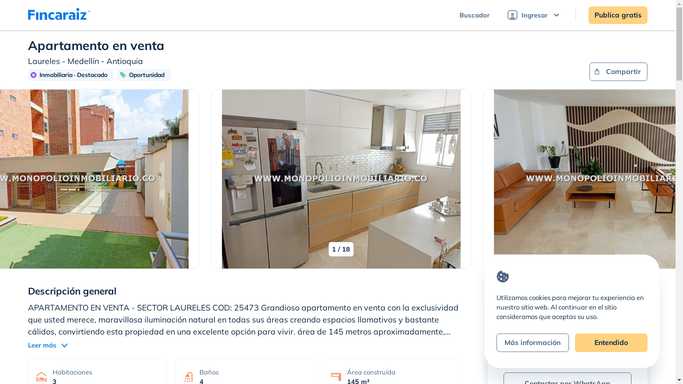 Fincaraiz
Buscador
Ingresar
Publica gratis
Apartamento en venta
Laureles - Medellín - Antioquia
Inmobiliaria - Destacado
Oportunidad
Compartir
WWW.MONOPOLIOINMOBILIARIO.CO
WWW.MONOPOLIOINMOBILIARIO.CO
WWW.MONOPOLIOINMOBILIARIO
1 / 18
Descripción general
APARTAMENTO EN VENTA - SECTOR LAURELES COD: 25473 Grandioso apartamento en venta con la exclusividad
que usted merece, maravillosa iluminación natural en todas sus áreas creando espacios llamativos y bastante
cálidos, convirtiendo esta propiedad en una excelente opción para vivir. área de 145 metros aproximadamente,...
Leer más
Habitaciones
3
Baños
4
Área construida
145 m²
Utilizamos cookies para mejorar tu experiencia en
nuestro sitio web. Al continuar en el sitio
consideramos que aceptas su uso.
Más información
Entendido
Contactar por WhatsApp